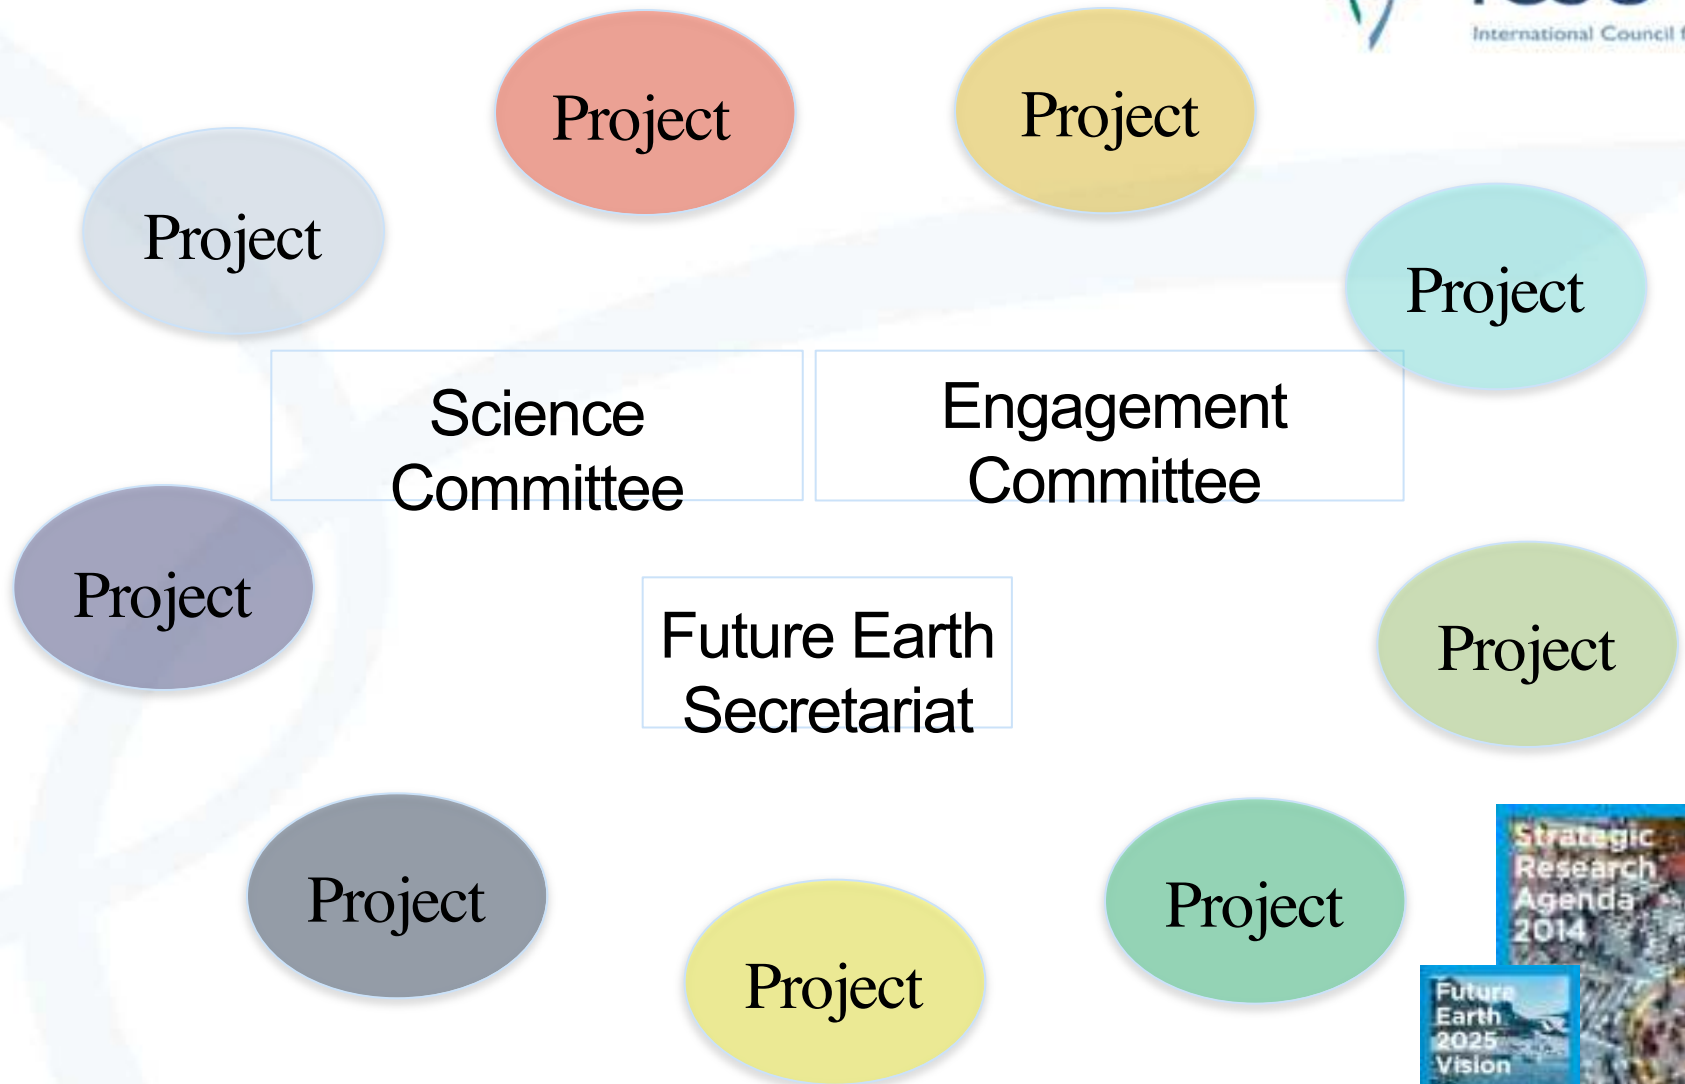 International Council f
Project
Project
Project
Project
Science
Committee
Engagement
Committee
Project
Future Earth
Secretariat
Project
Project
Project
Project
Strategic
Research
Agenda
2014
Future
Earth
2025
Vision